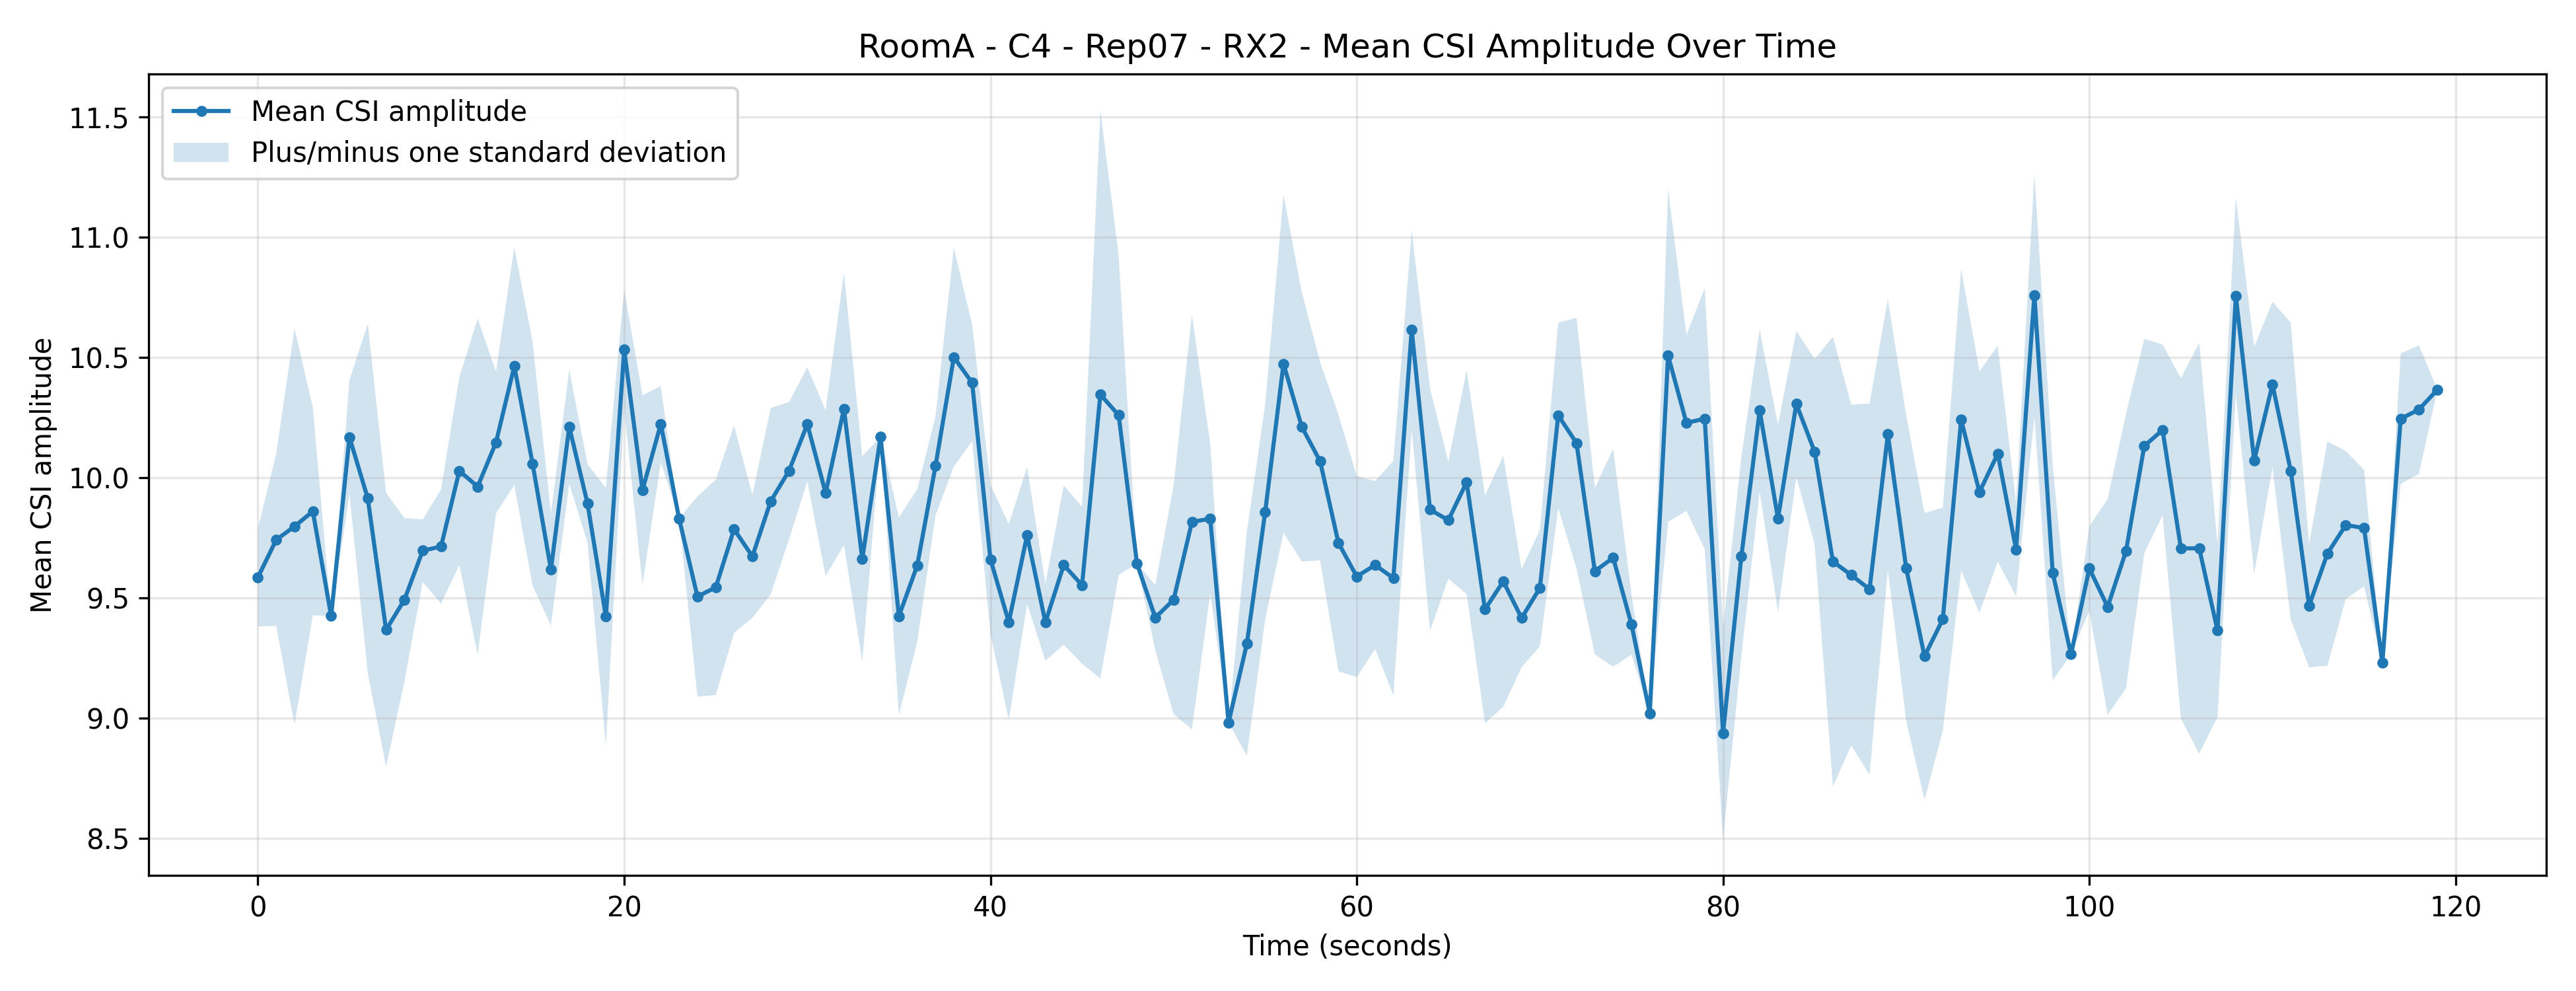 RoomA - C4 - Rep07 - RX2 - Mean CSI Amplitude Over Time
Mean CSI amplitude
Plus/minus one standard deviation
Mean CSI amplitude
11.5
11.0
10.5
10.0
9.5
9.0
8.5
0 20 40 60 80 100 120
Time (seconds)